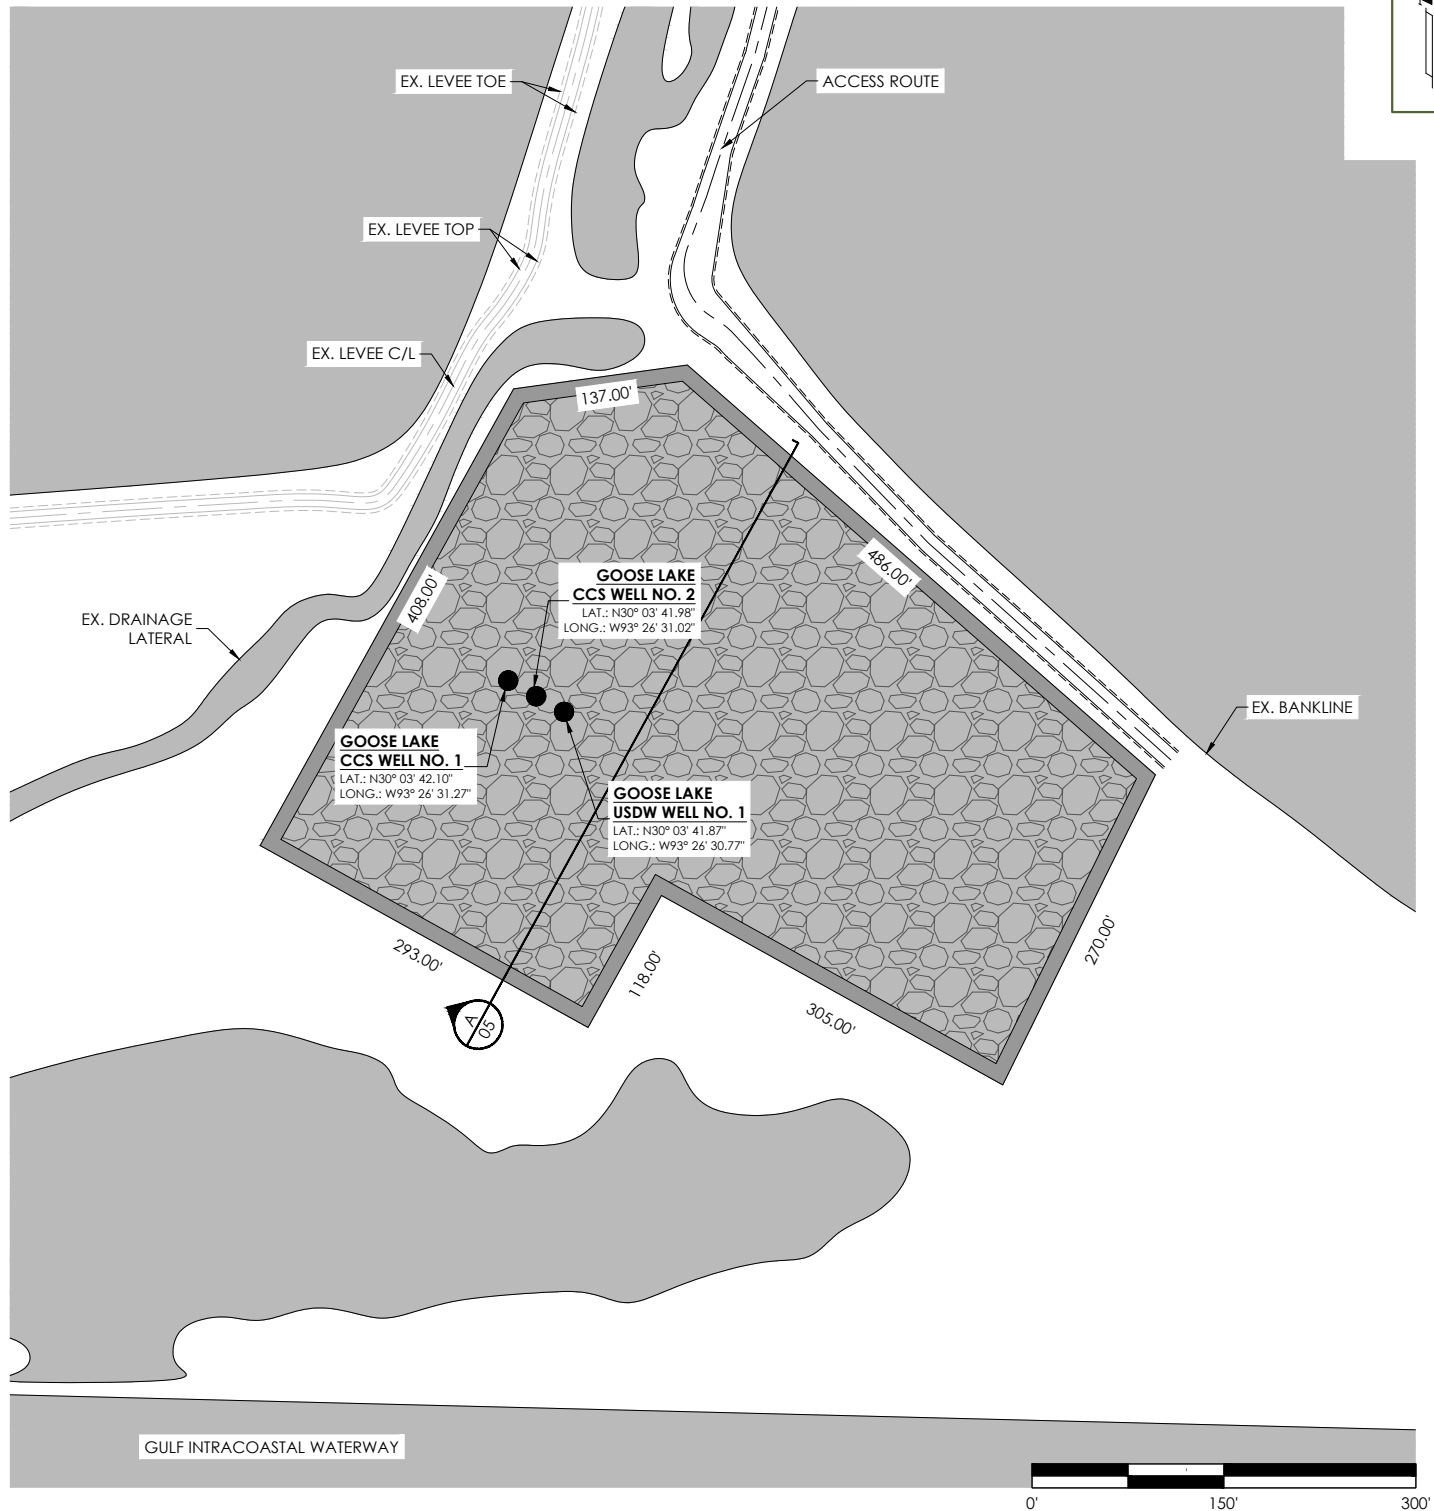 EX. LEVEE TOE
ACCESS ROUTE
EX. LEVEE TOP
EX. LEVEE C/L
137.00'
486.00'
408.00'
GOOSE LAKE
CCS WELL NO. 2
LAT.: N30° 03' 41.98"
LONG.: W93° 26' 31.02"
EX. DRAINAGE
LATERAL
EX. BANKLINE
GOOSE LAKE
CCS WELL NO. 1
LAT.: N30° 03' 42.10"
LONG.: W93° 26' 31.27"
GOOSE LAKE
USDW WELL NO. 1
LAT.: N30° 03' 41.87"
LONG.: W93° 26' 30.77"
293.00'
118.00'
270.00'
305.00'
A
05
GULF INTRACOASTAL WATERWAY
0' 150' 300'